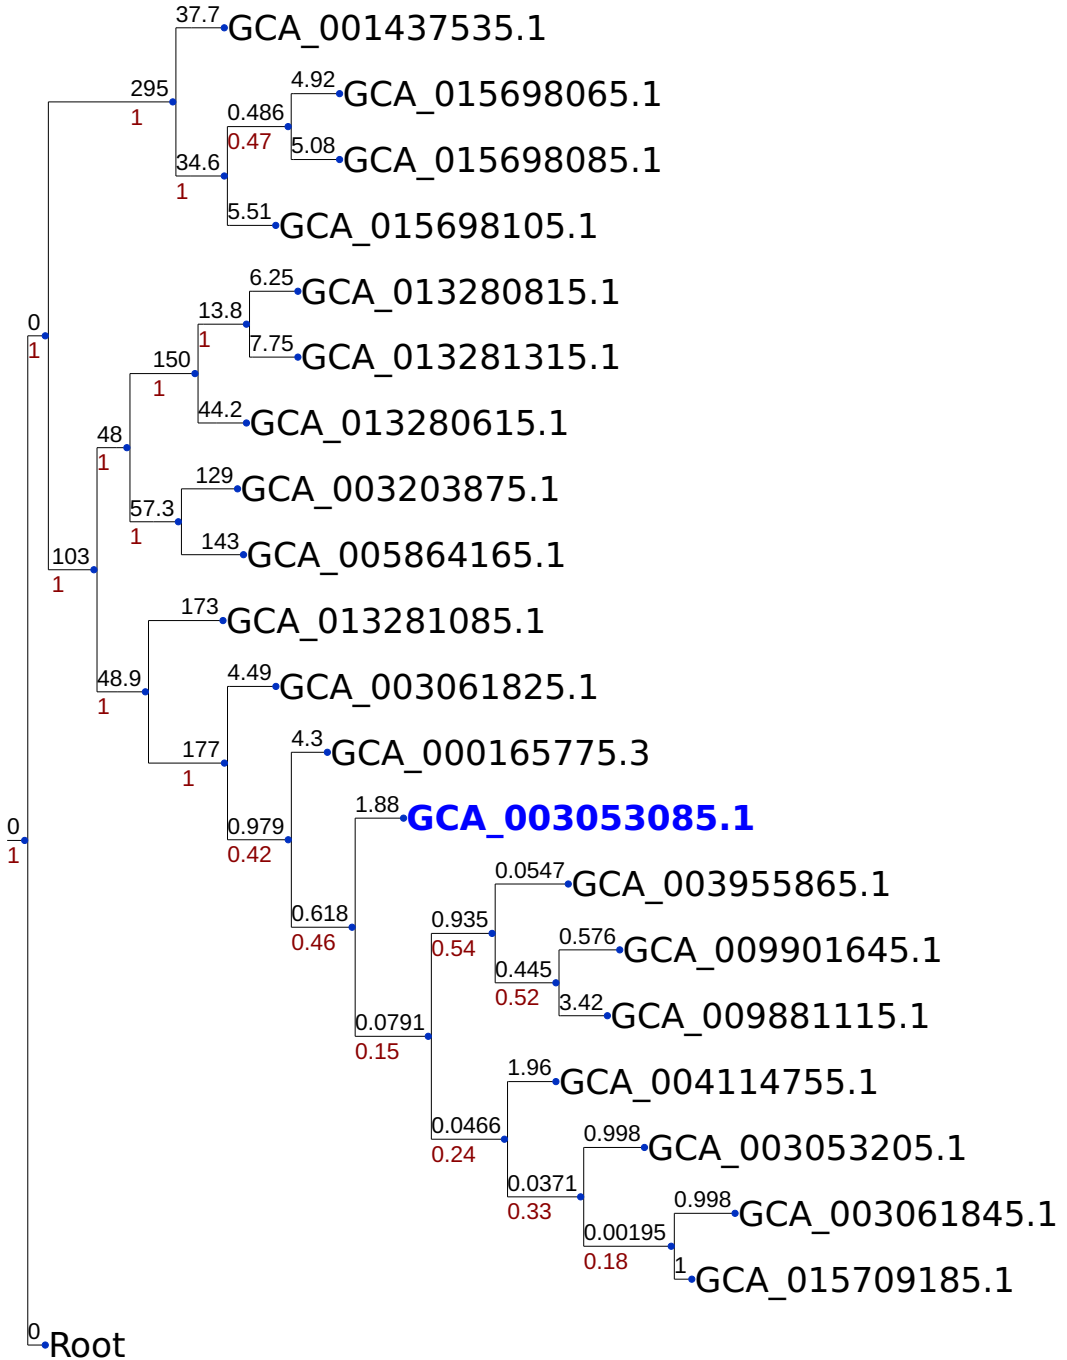 37.7
GCA_001437535.1
4.92
GCA_015698065.1
295
1
0.486
0.47
5.08
GCA_015698085.1
34.6
1
5.51
GCA_015698105.1
6.25
GCA_013280815.1
13.8
1
0
1
7.75
GCA_013281315.1
150
1
44.2
GCA_013280615.1
48
1
129
GCA_003203875.1
57.3
1
143
GCA_005864165.1
103
1
173
GCA_013281085.1
48.9
1
4.49
GCA_003061825.1
177
1
4.3
GCA_000165775.3
1.88
GCA_003053085.1
0
1
0.979
0.42
0.0547
GCA_003955865.1
0.618
0.46
0.935
0.54
0.576
GCA_009901645.1
0.445
0.52
3.42
GCA_009881115.1
0.0791
0.15
1.96
GCA_004114755.1
0.0466
0.24
0.998
GCA_003053205.1
0.0371
0.33
0.998
GCA_003061845.1
0.00195
0.18
1
GCA_015709185.1
0
Root